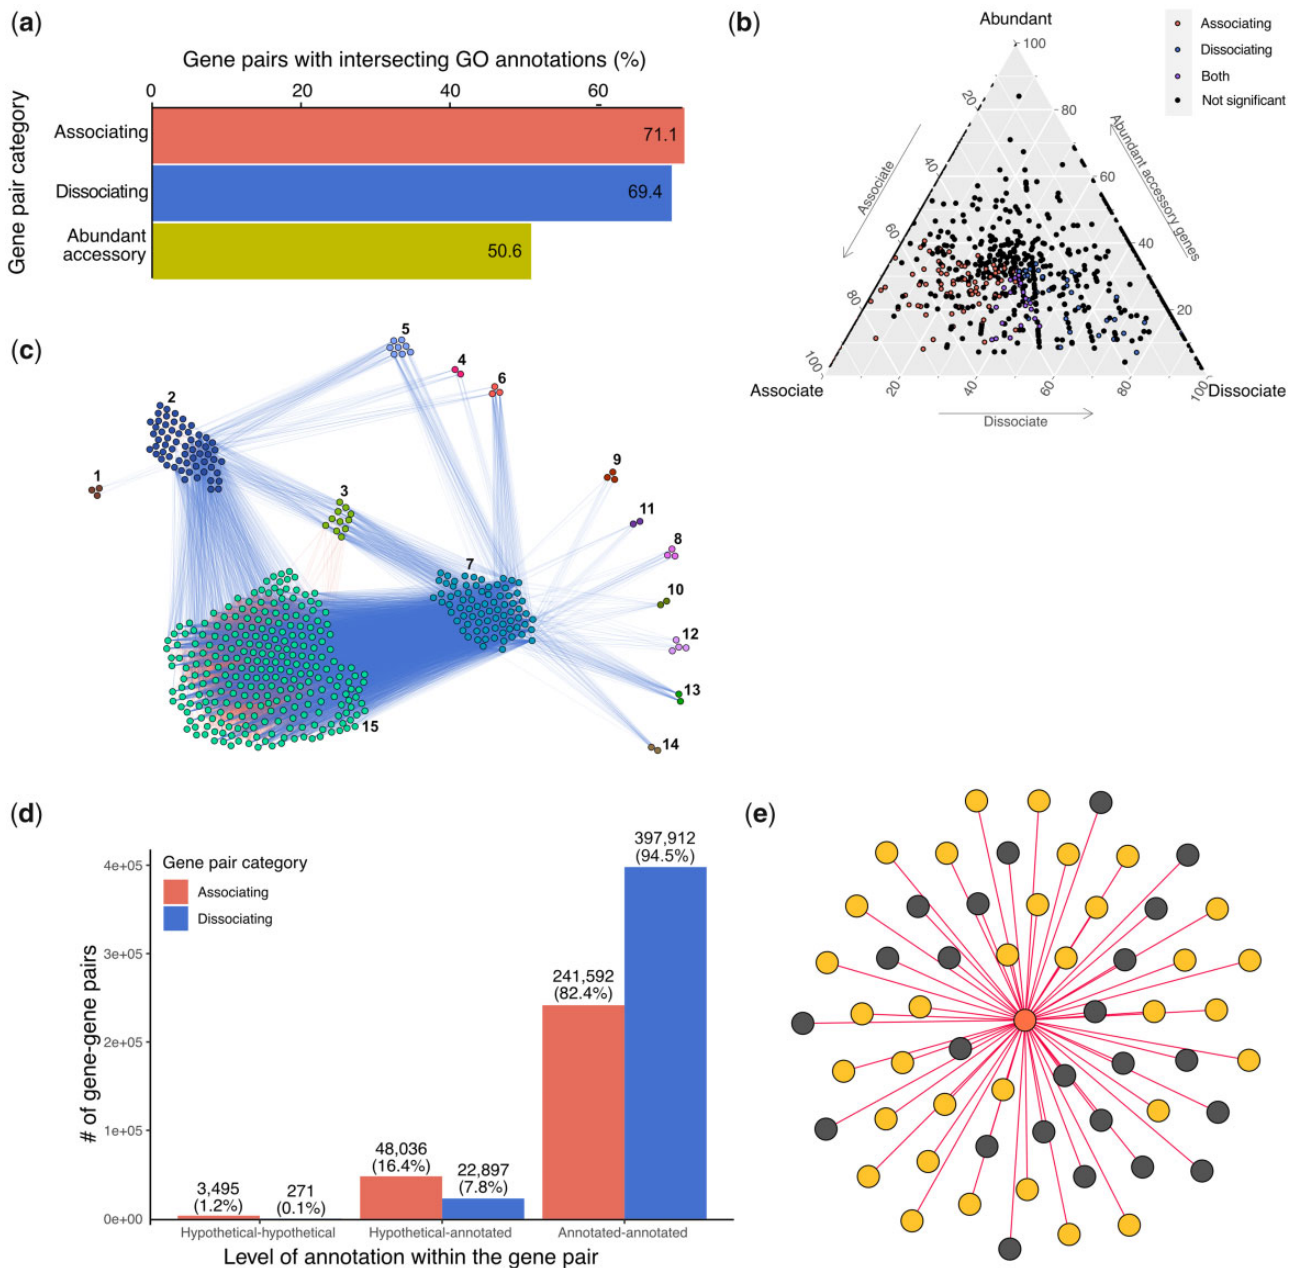 (a)
Gene pairs with intersecting GO annotations (%)
0 20 40 60
Gene pair category
Associating
71.1
Dissociating
69.4
Abundant
accessory
50.6
(b)
Abundant
Associating
Dissociating
Both
Not significant
100
80
60
40
20
20
40
60
80
100
Associate
Abundant accessory genes
Associate
Dissociate
20 40 60 80 100
Dissociate
(c)
1
2
3
4
5
6
7
9
11
8
10
12
13
14
15
(d)
Gene pair category
Associating
Dissociating
# of gene-gene pairs
4e+05
3e+05
2e+05
1e+05
0e+00
3,495
(1.2%)
271
(0.1%)
48,036
(16.4%)
22,897
(7.8%)
241,592
(82.4%)
397,912
(94.5%)
Hypothetical-hypothetical
Hypothetical-annotated
Annotated-annotated
Level of annotation within the gene pair
(e)